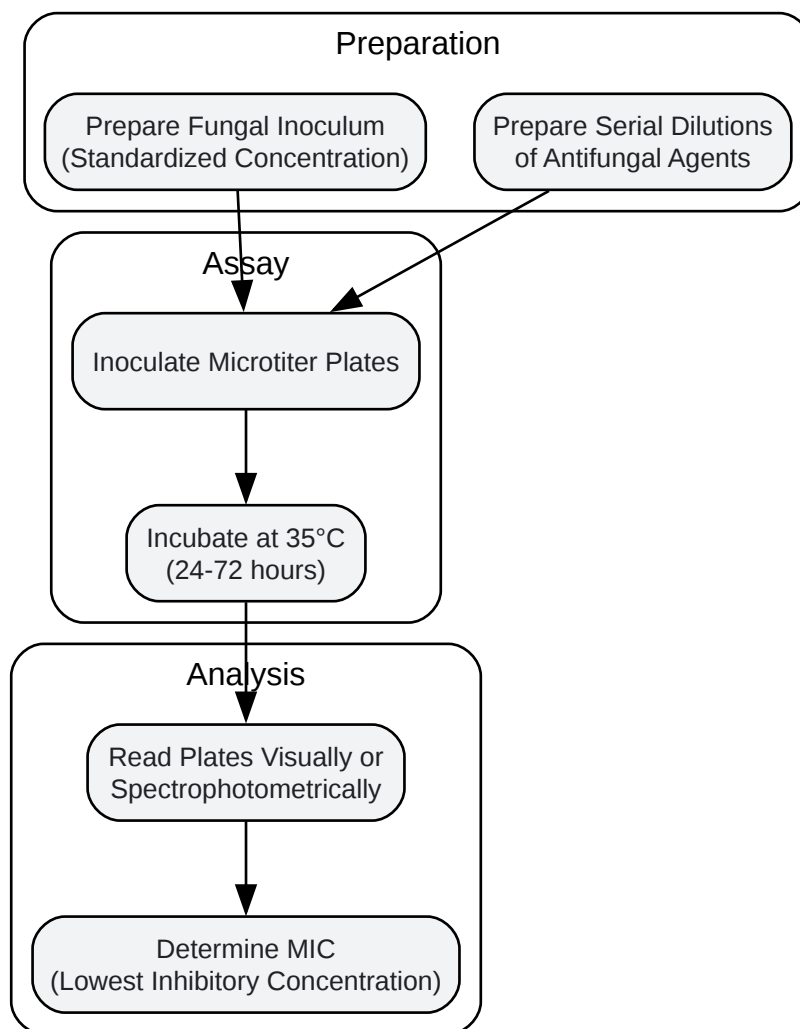 Preparation
Prepare Fungal Inoculum
(Standardized Concentration)
Prepare Serial Dilutions
of Antifungal Agents
Assay
Inoculate Microtiter Plates
Incubate at 35°C
(24-72 hours)
Analysis
Read Plates Visually or
Spectrophotometrically
Determine MIC
(Lowest Inhibitory Concentration)